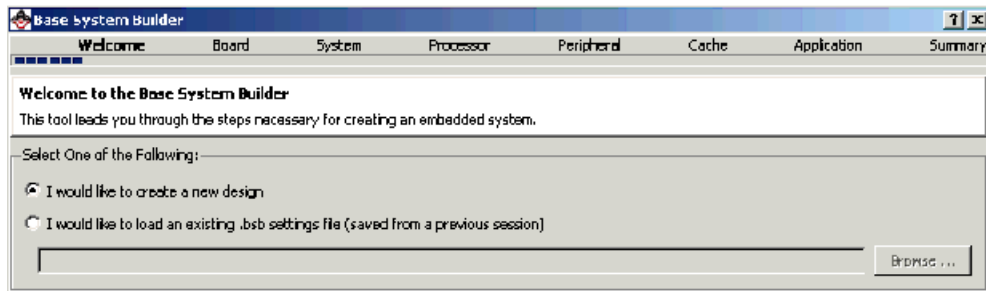 Base System Builder
Welcome Board System Processor Peripheral Cache Application Summary
Welcome to the Base System Builder
This tool leads you through the steps necessary for creating an embedded system.
Select One of the Following:
I would like to create a new design
I would like to load an existing .bsb settings file (saved from a previous session)
Browse ...